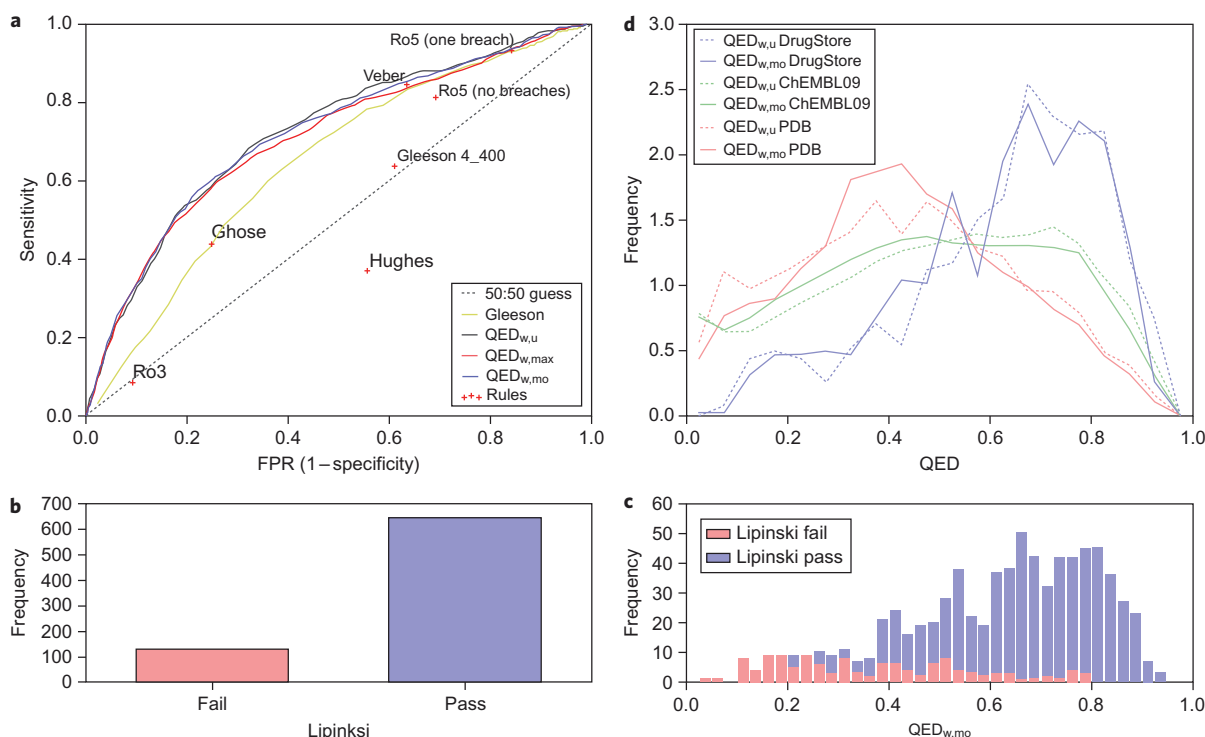 a
1.0
0.8
0.6
0.4
0.2
0.0
Sensitivity
0.0 0.2 0.4 0.6 0.8 1.0
FPR (1 – specificity)
Ro5 (one breach)
Veber
Ro5 (no breaches)
Gleeson 4_400
Ghose
Hughes
Ro3
50:50 guess
Gleeson
QEDw,u
QEDw,max
QEDw,mo
Rules
d
3.0
2.5
2.0
1.5
1.0
0.5
0.0
Frequency
0.0 0.2 0.4 0.6 0.8 1.0
QED
QEDw,u DrugStore
QEDw,mo DrugStore
QEDw,u ChEMBL09
QEDw,mo ChEMBL09
QEDw,u PDB
QEDw,mo PDB
b
700
600
500
400
300
200
100
0
Frequency
Fail Pass
Lipinksi
c
60
50
40
30
20
10
0
Frequency
Lipinski fail
Lipinski pass
0.0 0.2 0.4 0.6 0.8 1.0
QEDw,mo